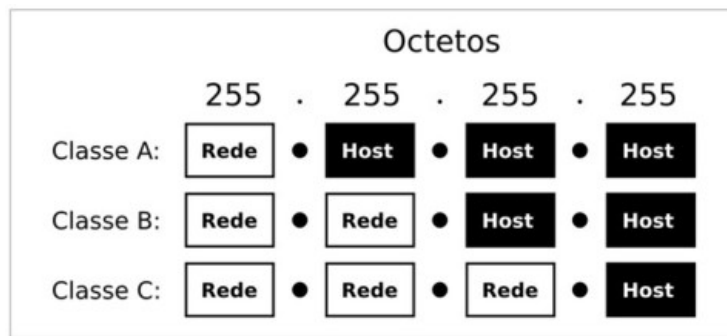 Octetos
255 . 255 . 255 . 255
Classe A: Rede • Host • Host • Host
Classe B: Rede • Rede • Host • Host
Classe C: Rede • Rede • Rede • Host